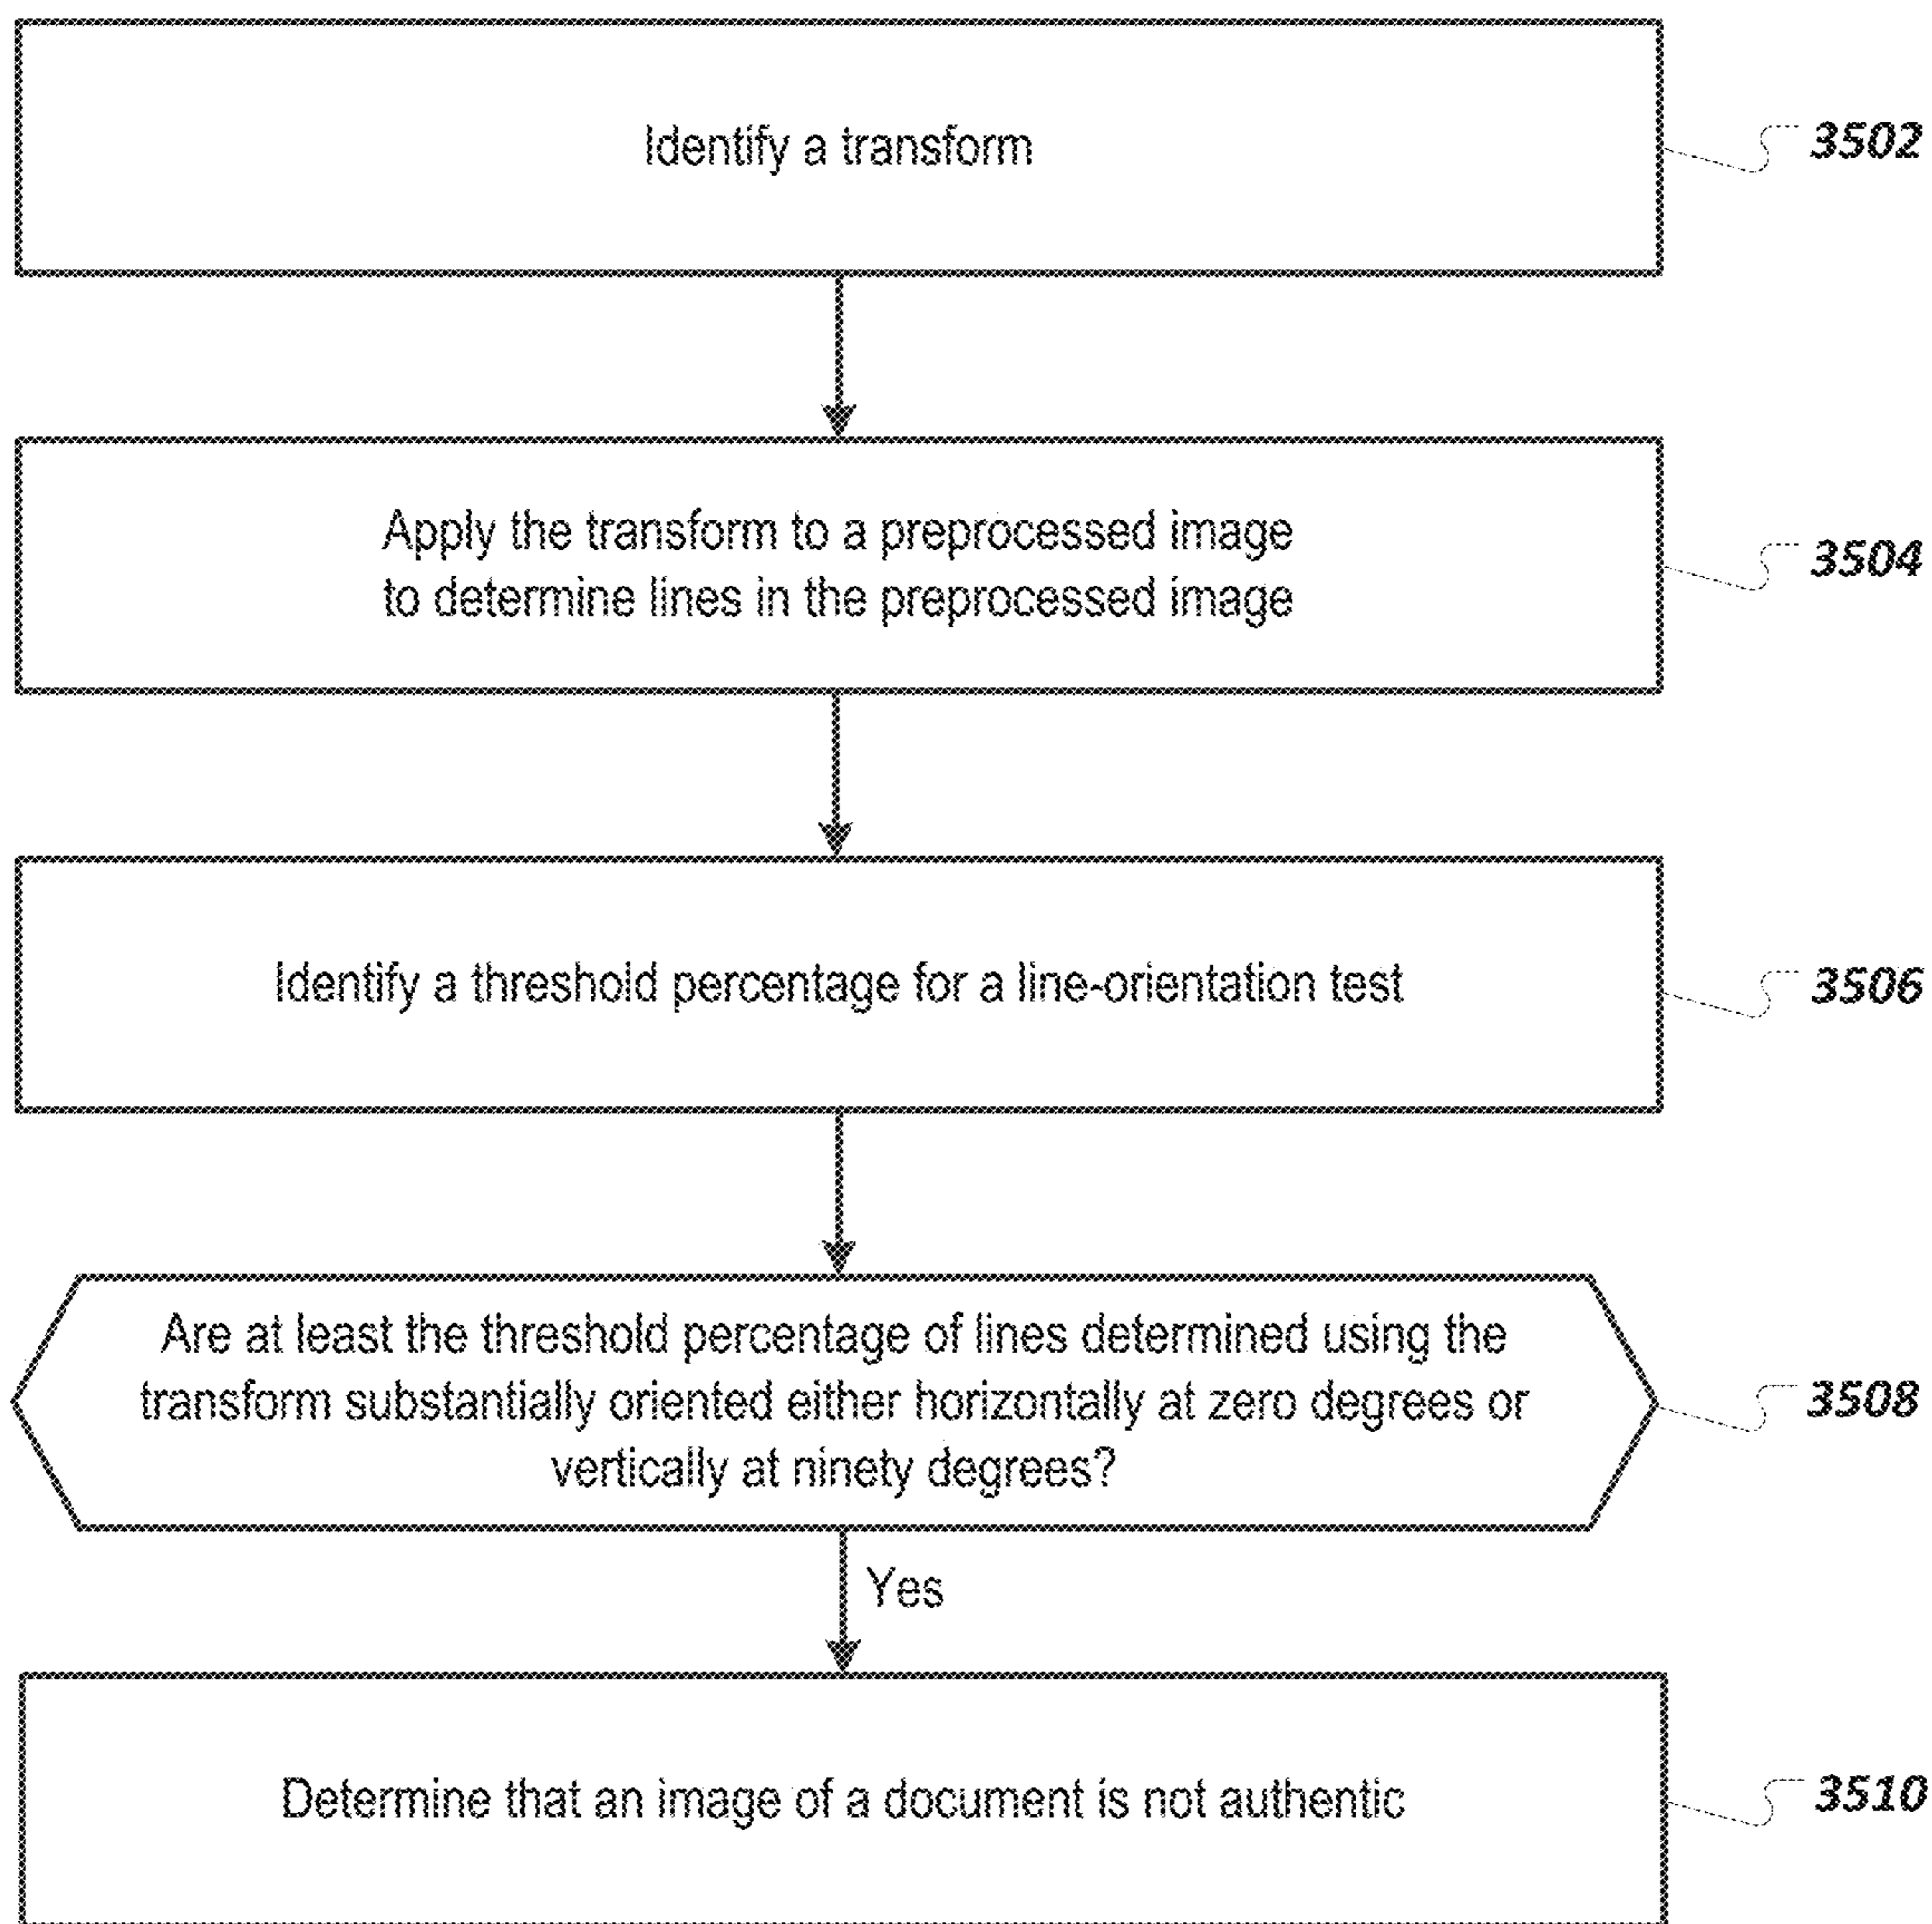 Identify a transform
3502
Apply the transform to a preprocessed image
to determine lines in the preprocessed image
3504
Identify a threshold percentage for a line-orientation test
3506
Are at least the threshold percentage of lines determined using the
transform substantially oriented either horizontally at zero degrees or
vertically at ninety degrees?
3508
Yes
Determine that an image of a document is not authentic
3510